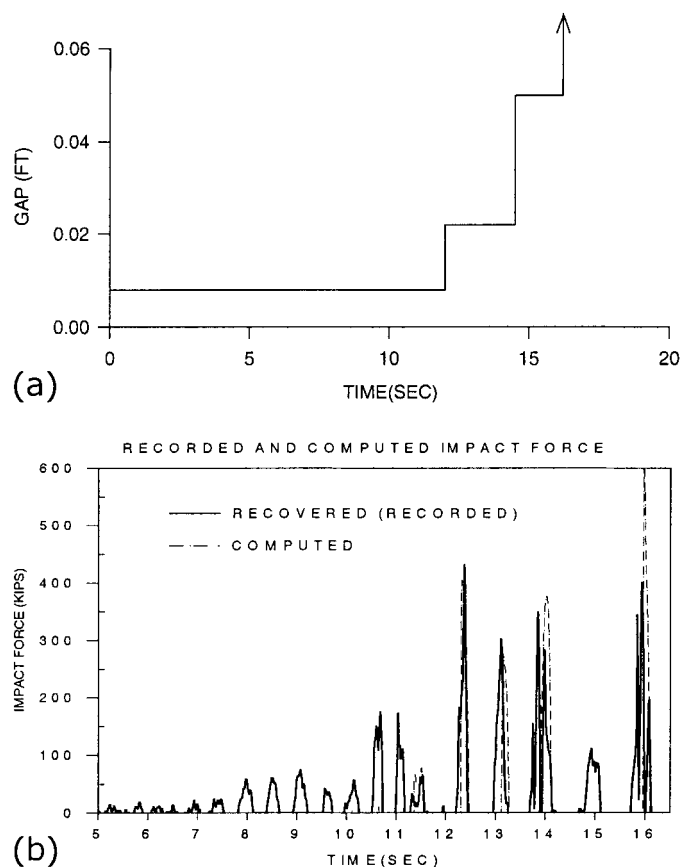 0.06
0.04
0.02
0.00
GAP (FT)
0 5 10 15 20
TIME(SEC)
(a)
RECORDED AND COMPUTED IMPACT FORCE
600
500
400
300
200
100
0
IMPACT FORCE (KIPS)
RECOVERED (RECORDED)
COMPUTED
5 6 7 8 9 10 11 12 13 14 15 16
TIME(SEC)
(b)